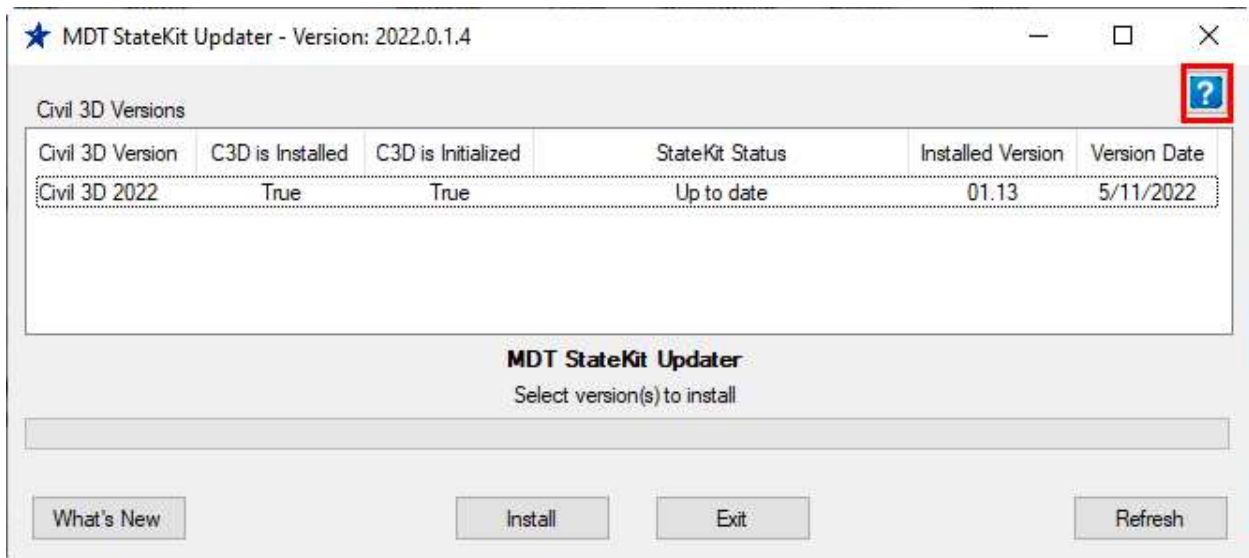 MDT StateKit Updater - Version: 2022.0.1.4
?
Civil 3D Versions
Civil 3D Version C3D is Installed C3D is Initialized StateKit Status Installed Version Version Date
Civil 3D 2022 True True Up to date 01.13 5/11/2022
MDT StateKit Updater
Select version(s) to install
What's New Install Exit Refresh